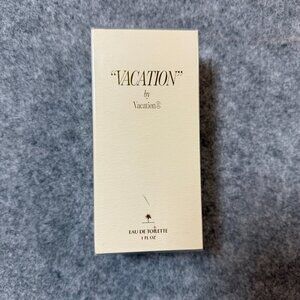 “VACATION”
by
Vacation®
EAU DE TOILETTE
1 FL OZ